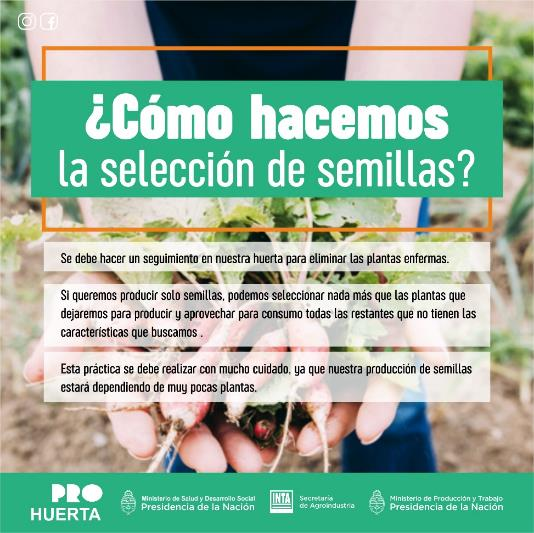 ¿Cómo hacemos
la selección de semillas?
Se debe hacer un seguimiento en nuestra huerta para eliminar las plantas enfermas.
Si queremos producir solo semillas, podemos seleccionar nada más que las plantas que
dejaremos para producir y aprovechar para consumo todas las restantes que no tienen las
características que buscamos .
Esta práctica se debe realizar con mucho cuidado, ya que nuestra producción de semillas
estará dependiendo de muy pocas plantas.
PRO
HUERTA
Ministerio de Salud y Desarrollo Social
Presidencia de la Nación
INTA
Secretaría
de Agroindustria
Ministerio de Producción y Trabajo
Presidencia de la Nación